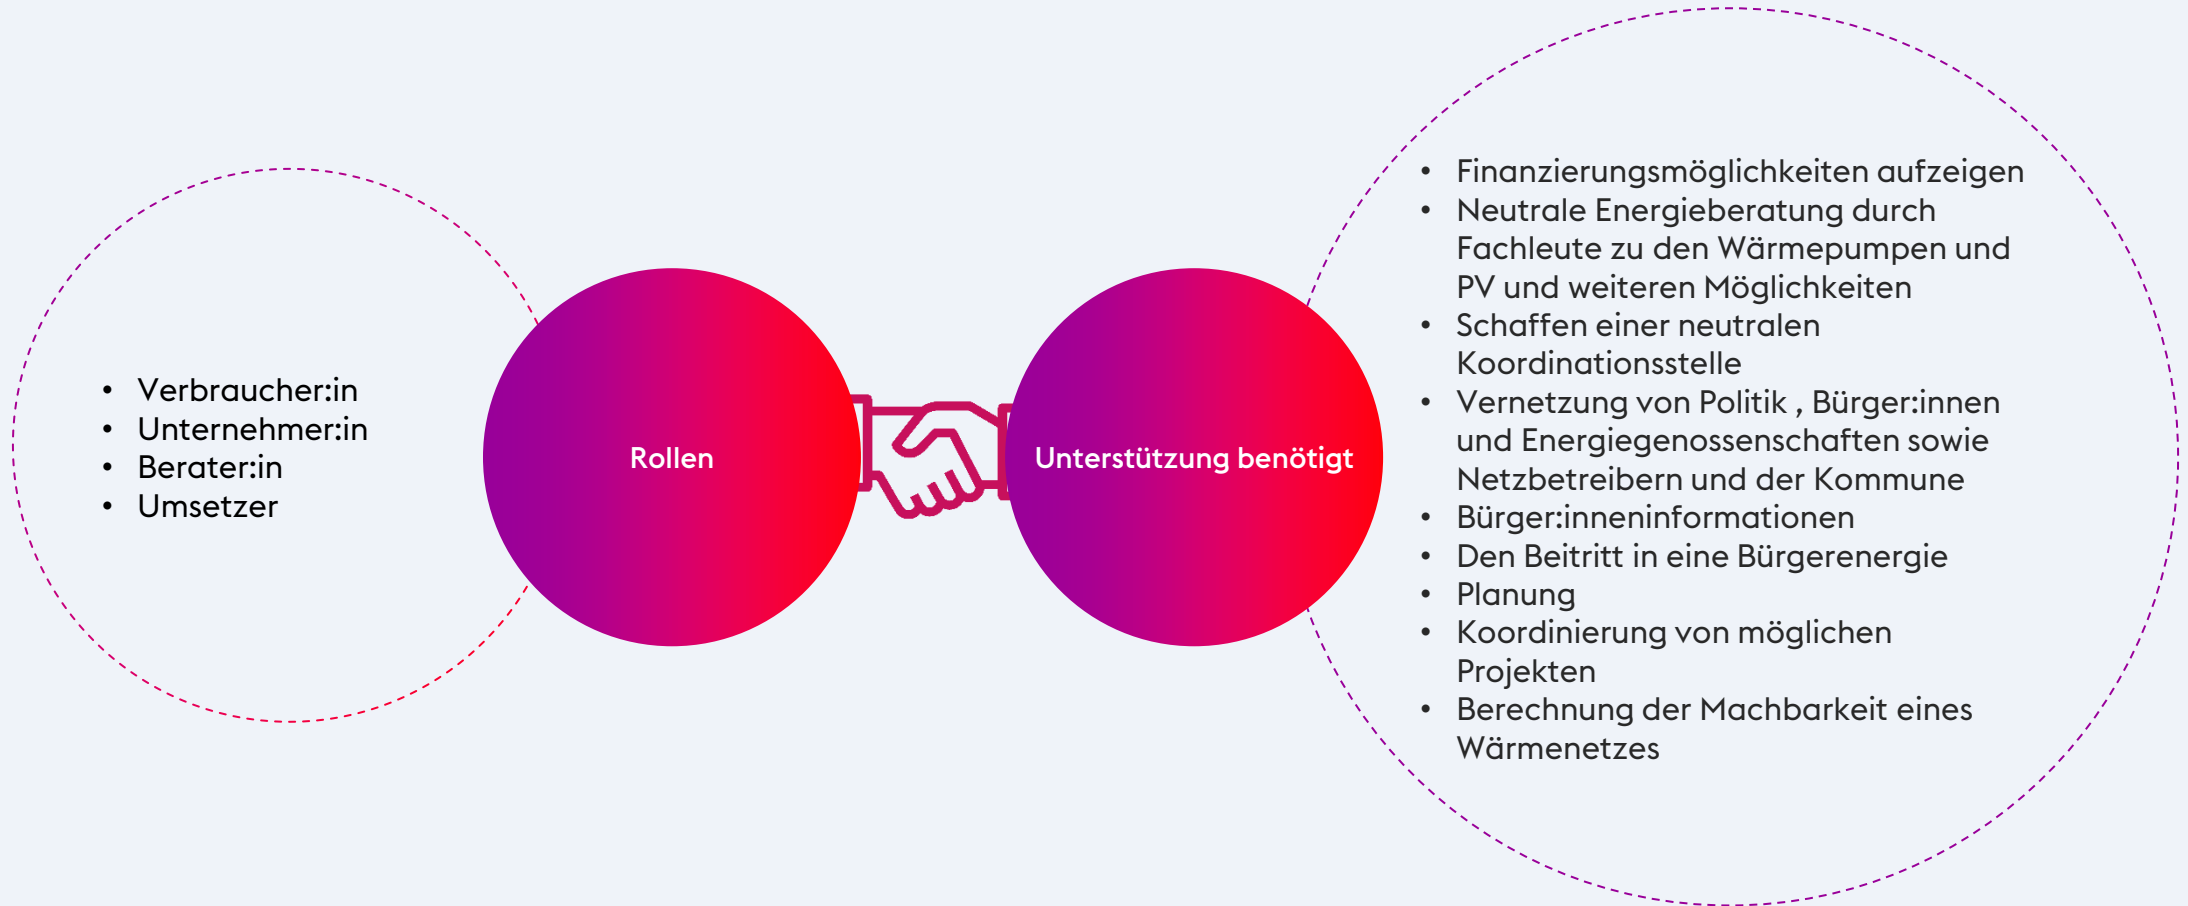 • Verbraucher:in
• Unternehmer:in
• Berater:in
• Umsetzer
Rollen
Unterstützung benötigt
• Finanzierungsmöglichkeiten aufzeigen
• Neutrale Energieberatung durch
Fachleute zu den Wärmepumpen und
PV und weiteren Möglichkeiten
• Schaffen einer neutralen
Koordinationsstelle
• Vernetzung von Politik , Bürger:innen
und Energiegenossenschaften sowie
Netzbetreibern und der Kommune
• Bürger:inneninformationen
• Den Beitritt in eine Bürgerenergie
• Planung
• Koordinierung von möglichen
Projekten
• Berechnung der Machbarkeit eines
Wärmenetzes